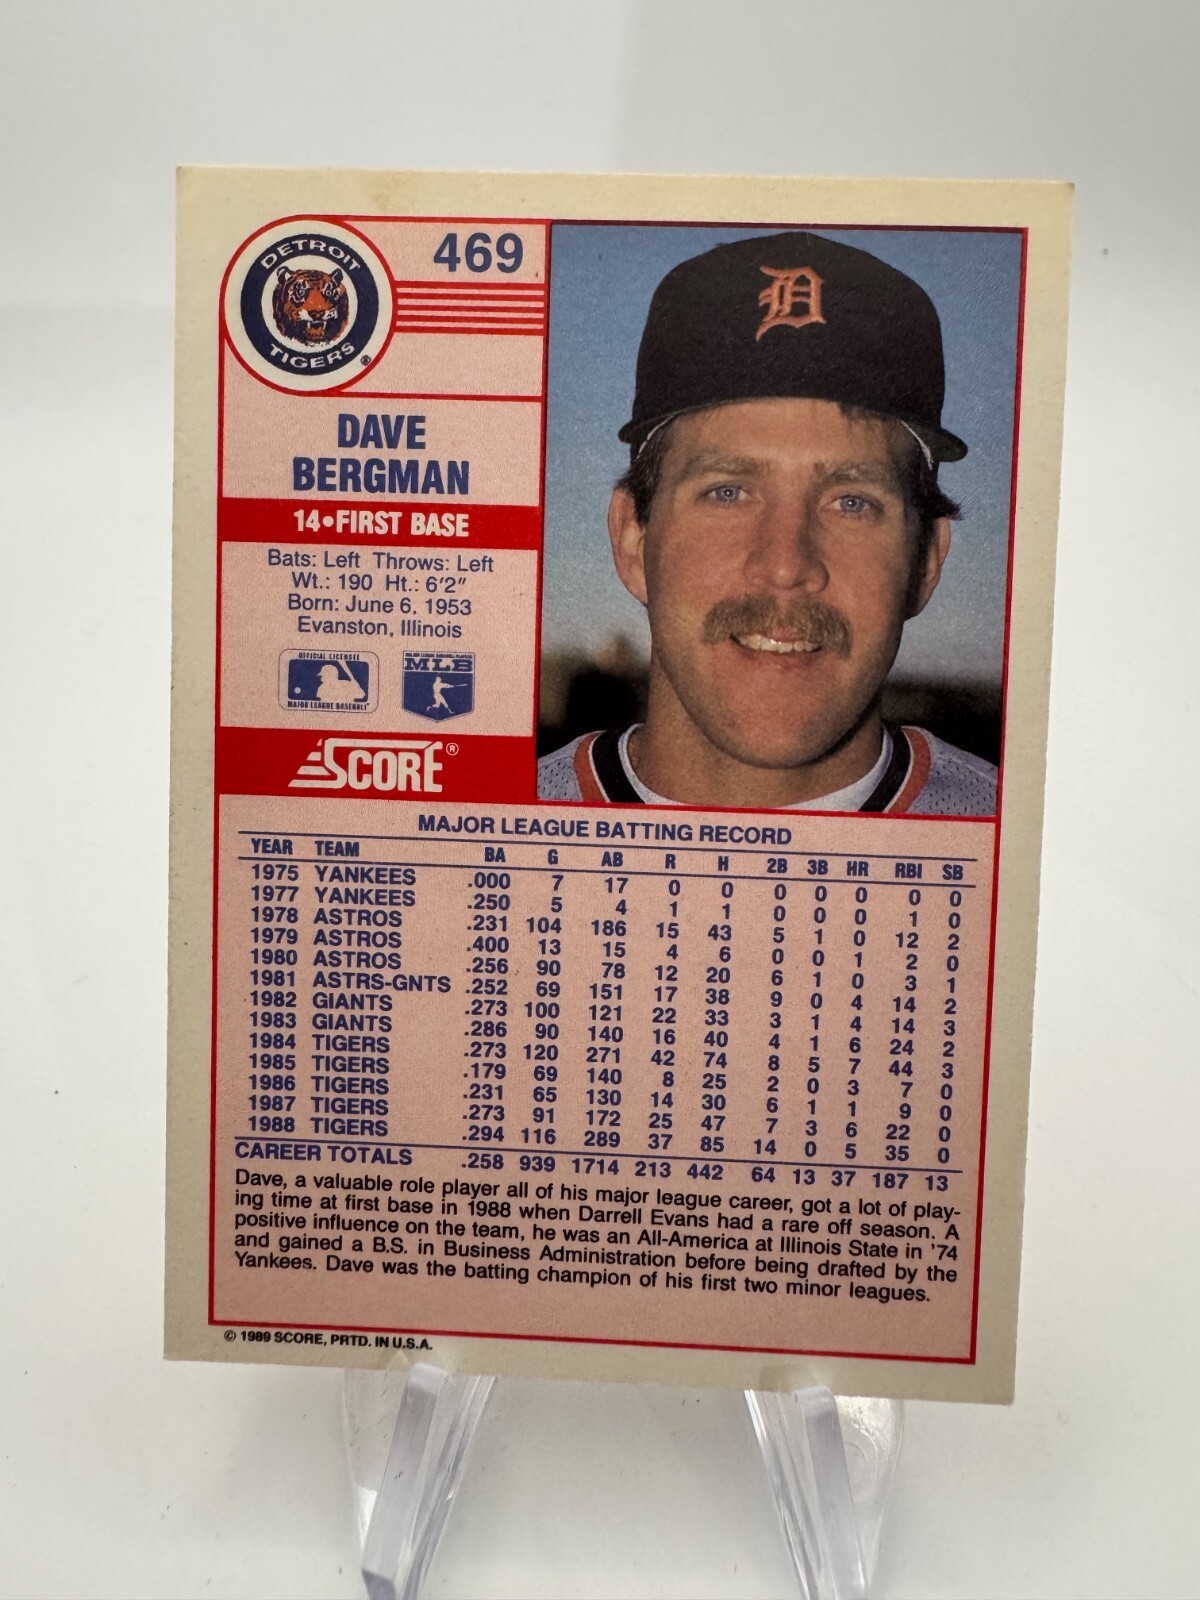 DETROIT
TIGERS
®
469
D
DAVE
BERGMAN
14•FIRST BASE
Bats: Left Throws: Left
Wt.: 190 Ht.: 6'2"
Born: June 6, 1953
Evanston, Illinois
OFFICIAL LICENSEE
MAJOR LEAGUE BASEBALL
MLB
SCORE®
MAJOR LEAGUE BATTING RECORD
YEAR TEAM BA G AB R H 2B 3B HR RBI SB
1975 YANKEES .000 7 17 0 0 0 0 0 0 0
1977 YANKEES .250 5 4 1 1 0 0 0 1 0
1978 ASTROS .231 104 186 15 43 5 1 0 12 2
1979 ASTROS .400 13 15 4 6 0 0 1 2 0
1980 ASTROS .256 90 78 12 20 6 1 0 3 1
1981 ASTRS-GNTS .252 69 151 17 38 9 0 4 14 2
1982 GIANTS .273 100 121 22 33 3 1 4 14 3
1983 GIANTS .286 90 140 16 40 4 1 6 24 2
1984 TIGERS .273 120 271 42 74 8 5 7 44 3
1985 TIGERS .179 69 140 8 25 2 0 3 7 0
1986 TIGERS .231 65 130 14 30 6 1 1 9 0
1987 TIGERS .273 91 172 25 47 7 3 6 22 0
1988 TIGERS .294 116 289 37 85 14 0 5 35 0
CAREER TOTALS .258 939 1714 213 442 64 13 37 187 13
Dave, a valuable role player all of his major league career, got a lot of play-
ing time at first base in 1988 when Darrell Evans had a rare off season. A
positive influence on the team, he was an All-America at Illinois State in '74
and gained a B.S. in Business Administration before being drafted by the
Yankees. Dave was the batting champion of his first two minor leagues.
© 1989 SCORE, PRTD. IN U.S.A.